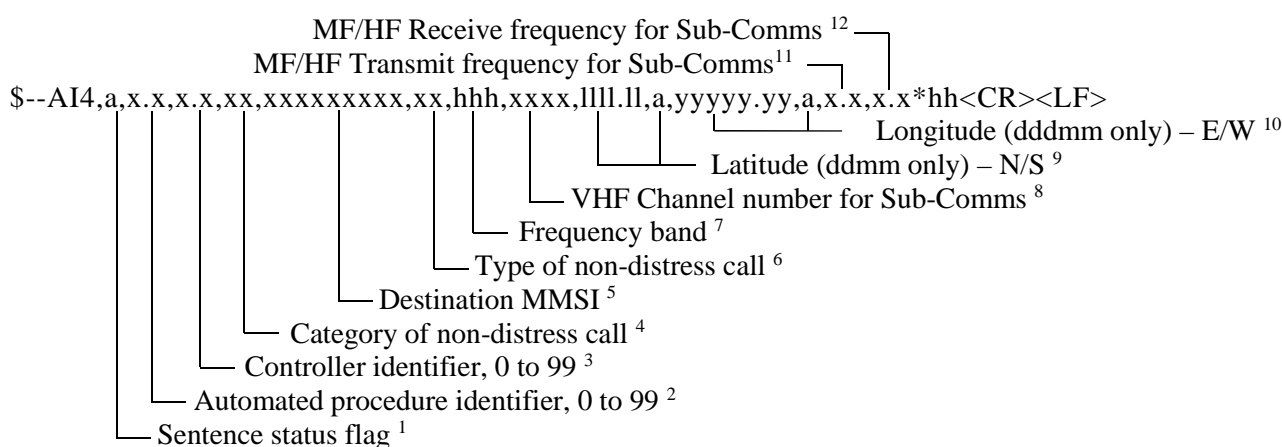 MF/HF Receive frequency for Sub-Comms 12
MF/HF Transmit frequency for Sub-Comms11
$--AI4,a,x.x,x.x,xx,xxxxxxxxx,xx,hhh,xxxx,llll.ll,a,yyyyy.yy,a,x.x,x.x*hh<CR><LF>
Longitude (dddmm only) – E/W 10
Latitude (ddmm only) – N/S 9
VHF Channel number for Sub-Comms 8
Frequency band 7
Type of non-distress call 6
Destination MMSI 5
Category of non-distress call 4
Controller identifier, 0 to 99 3
Automated procedure identifier, 0 to 99 2
Sentence status flag 1